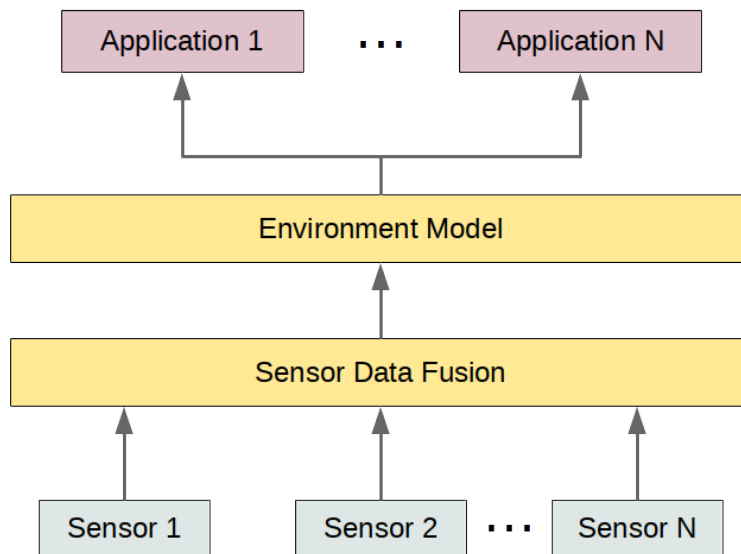 Application 1 ... Application N
Environment Model
Sensor Data Fusion
Sensor 1 Sensor 2 ... Sensor N